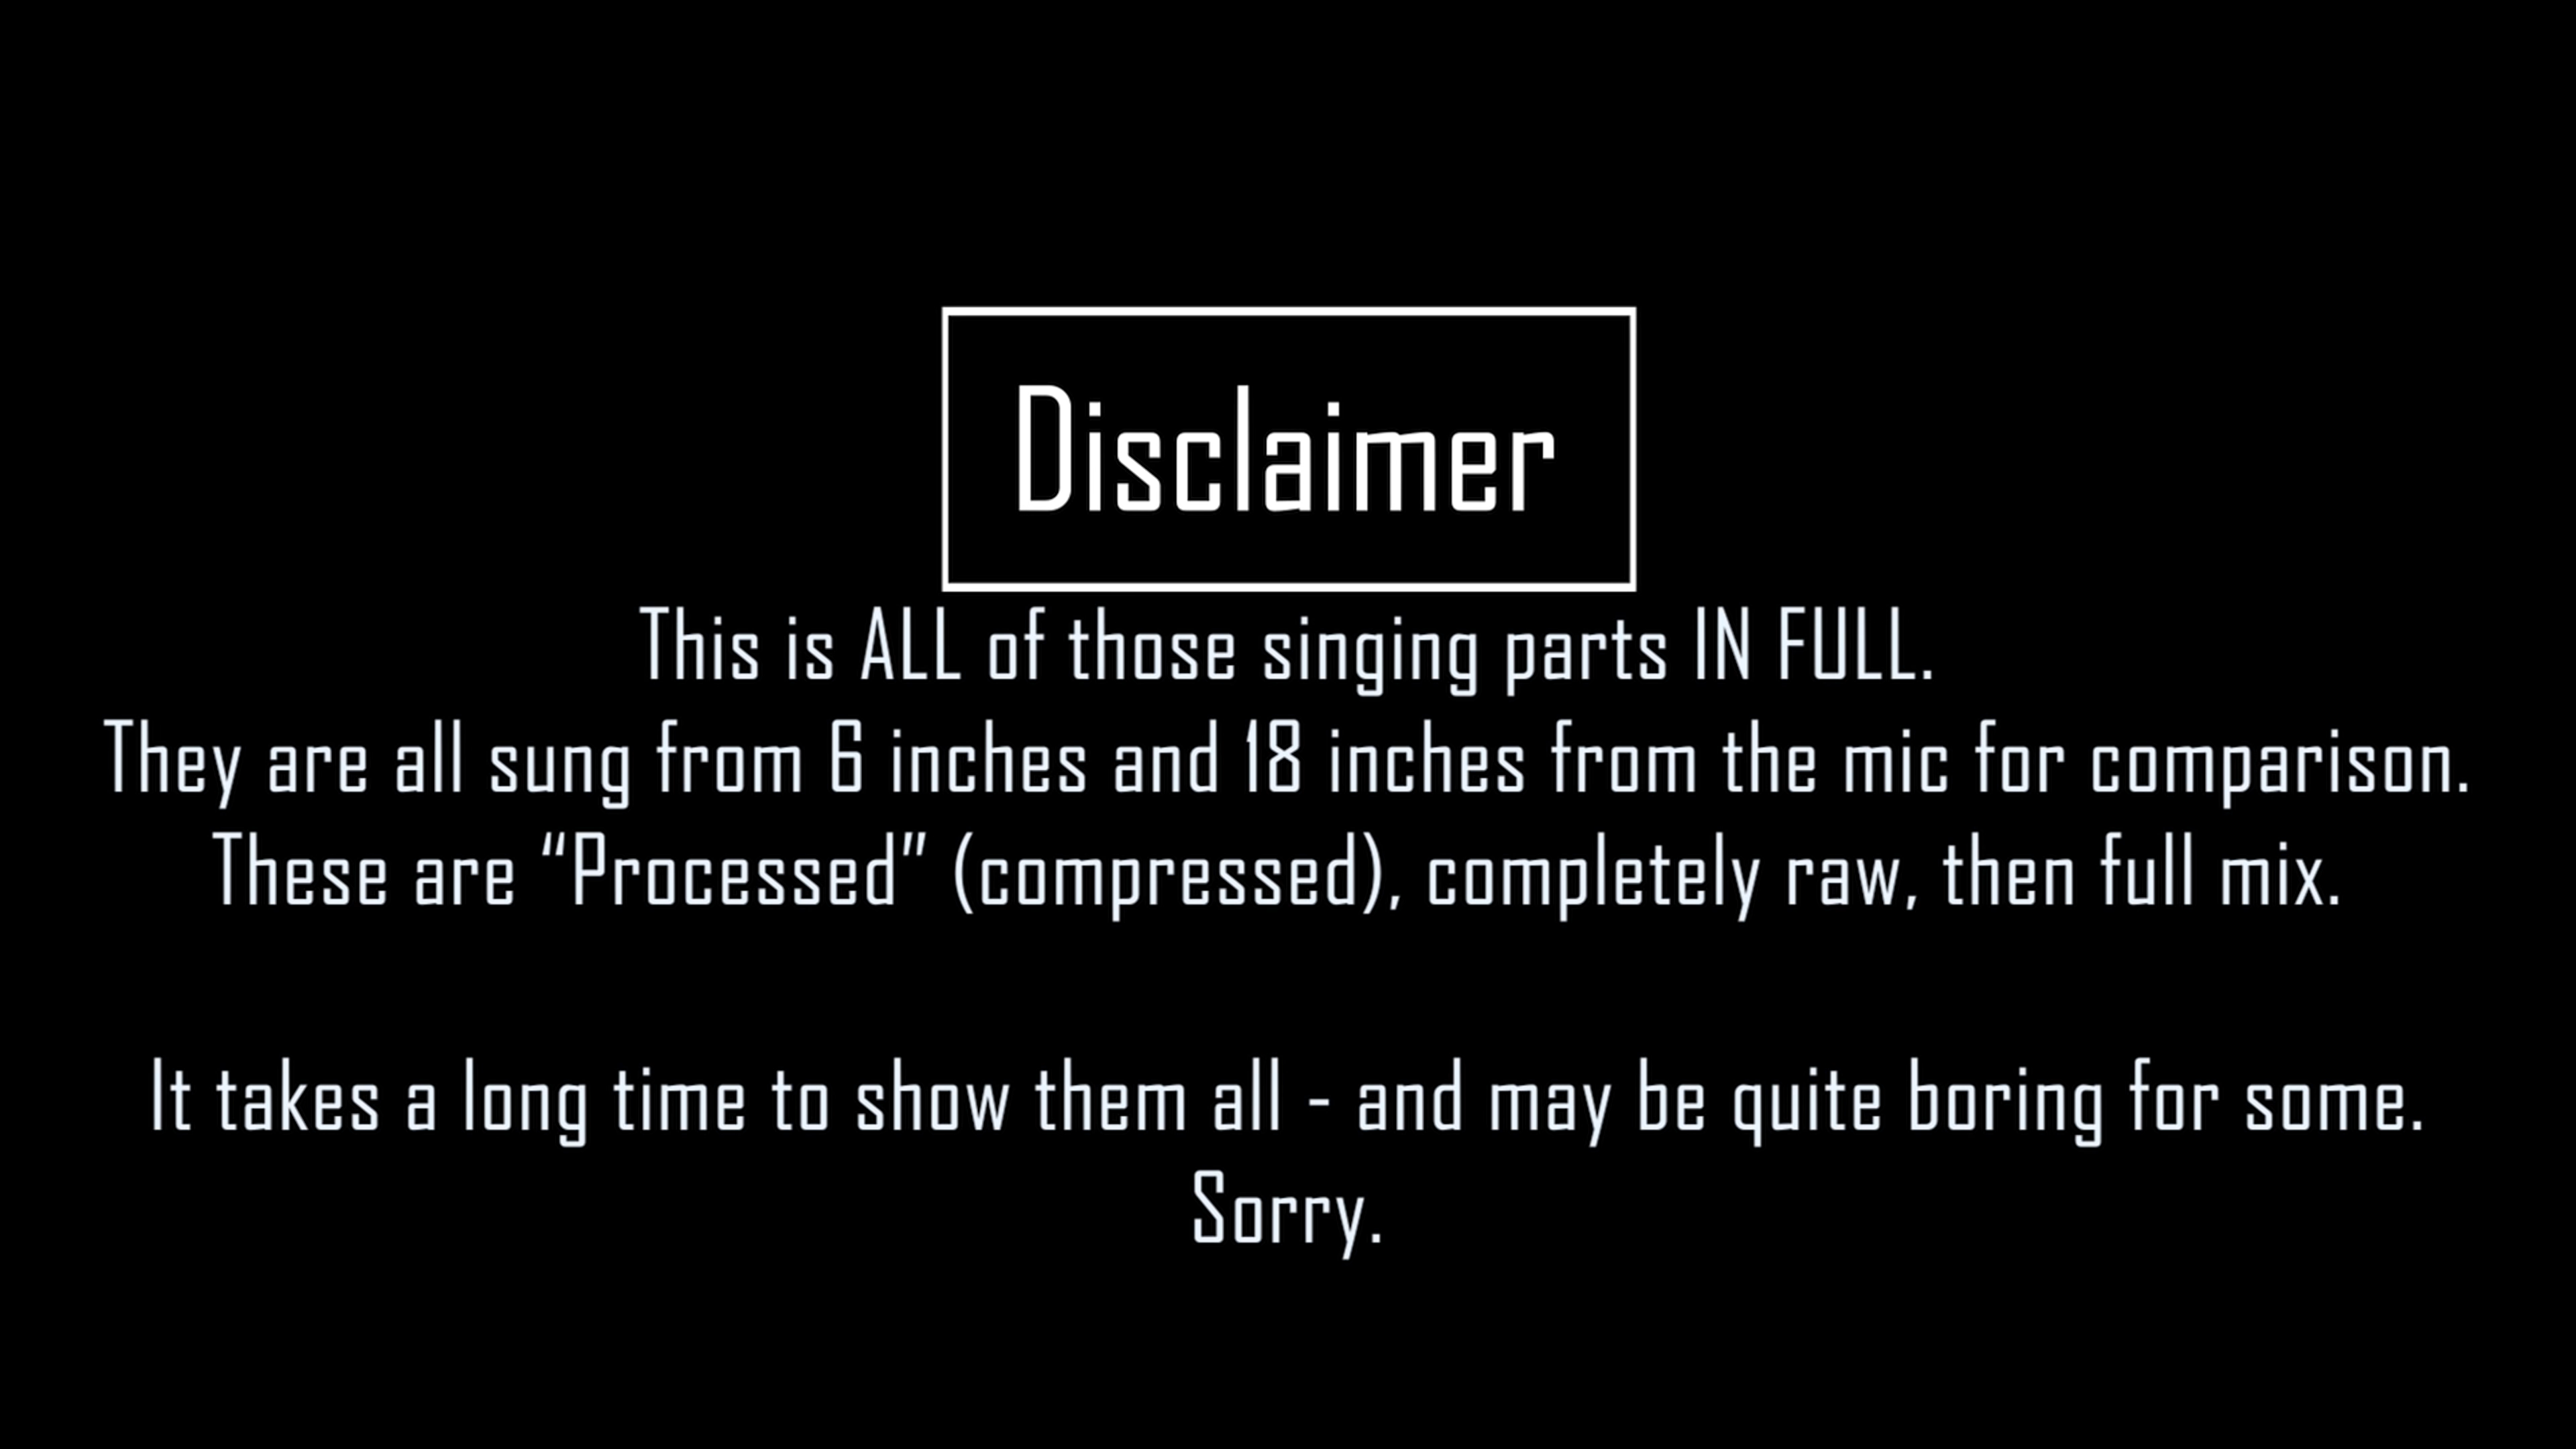 Disclaimer
This is ALL of those singing parts IN FULL.
They are all sung from 6 inches and 18 inches from the mic for comparison.
These are “Processed” (compressed), completely raw, then full mix.
It takes a long time to show them all - and may be quite boring for some.
Sorry.